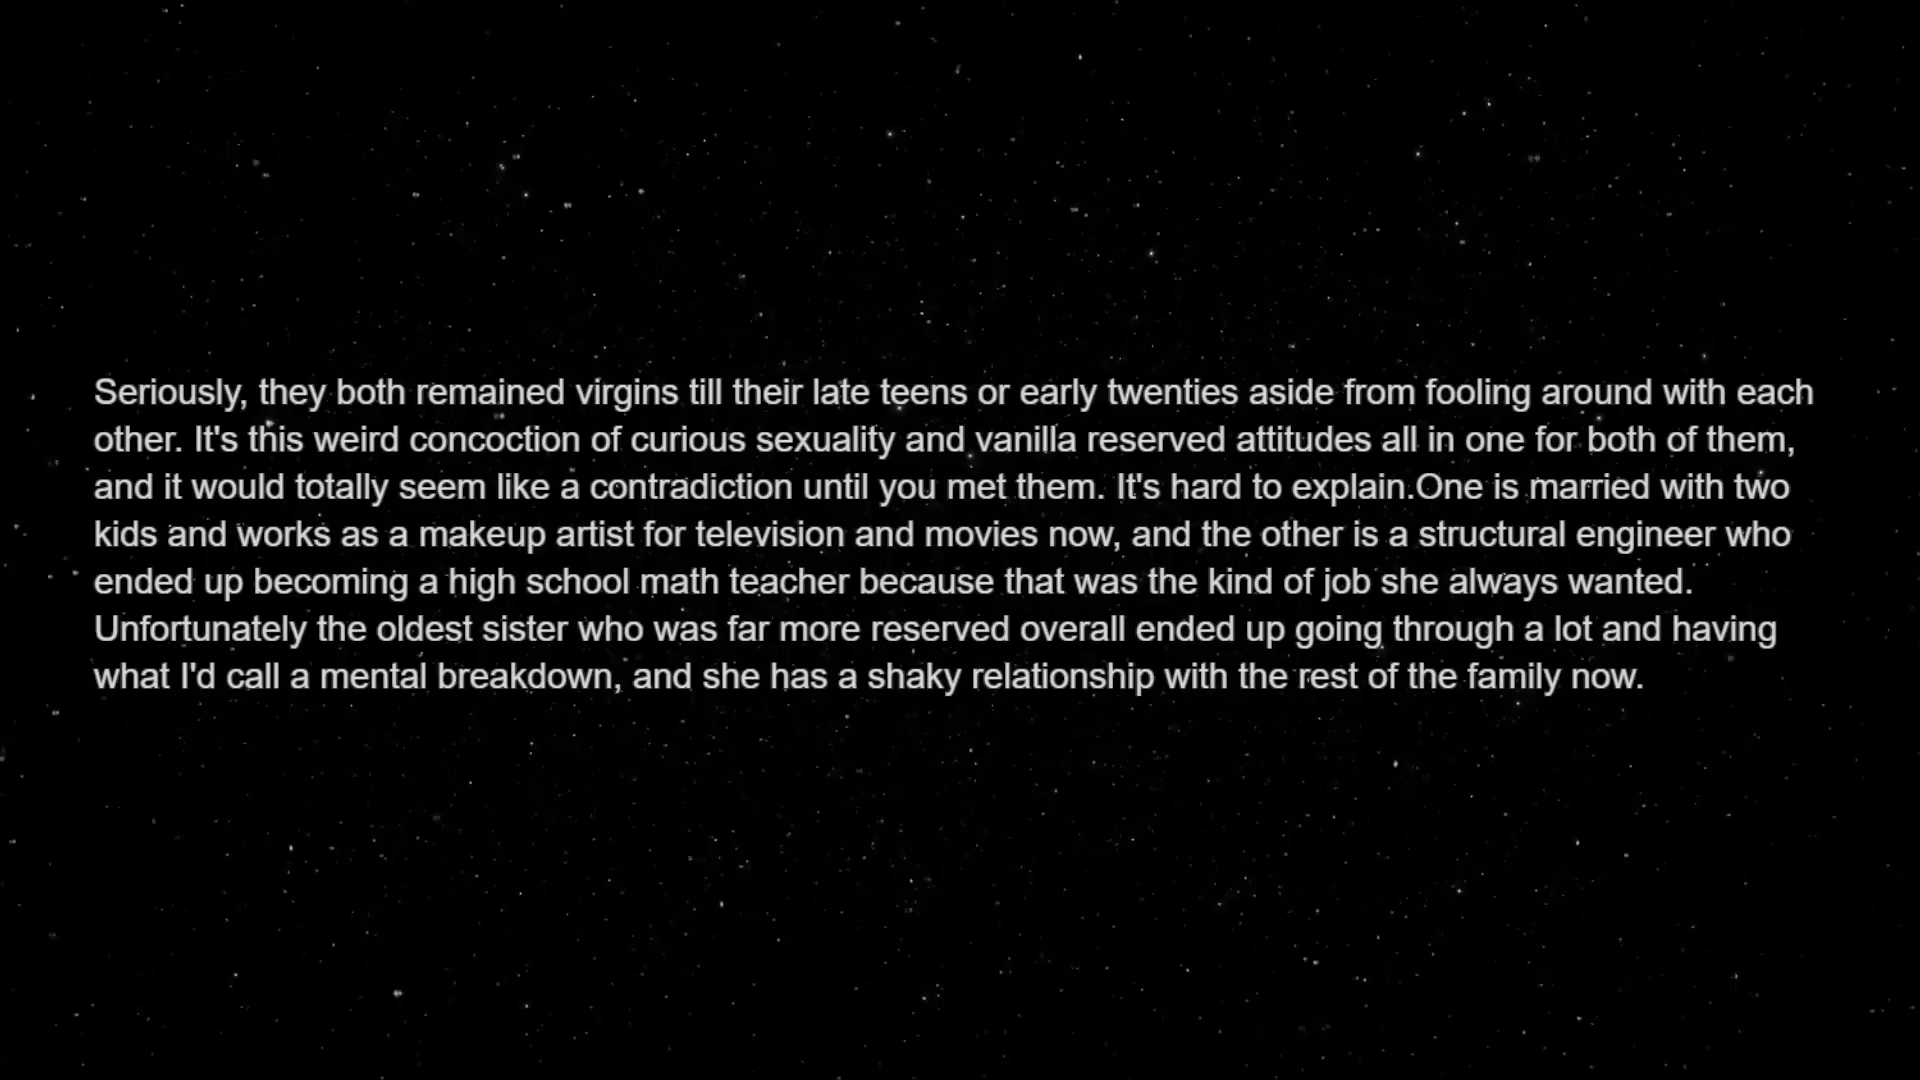 Seriously, they both remained virgins till their late teens or early twenties aside from fooling around with each
other. It's this weird concoction of curious sexuality and vanilla reserved attitudes all in one for both of them,
and it would totally seem like a contradiction until you met them. It's hard to explain.One is married with two
kids and works as a makeup artist for television and movies now, and the other is a structural engineer who
ended up becoming a high school math teacher because that was the kind of job she always wanted.
Unfortunately the oldest sister who was far more reserved overall ended up going through a lot and having
what I'd call a mental breakdown, and she has a shaky relationship with the rest of the family now.